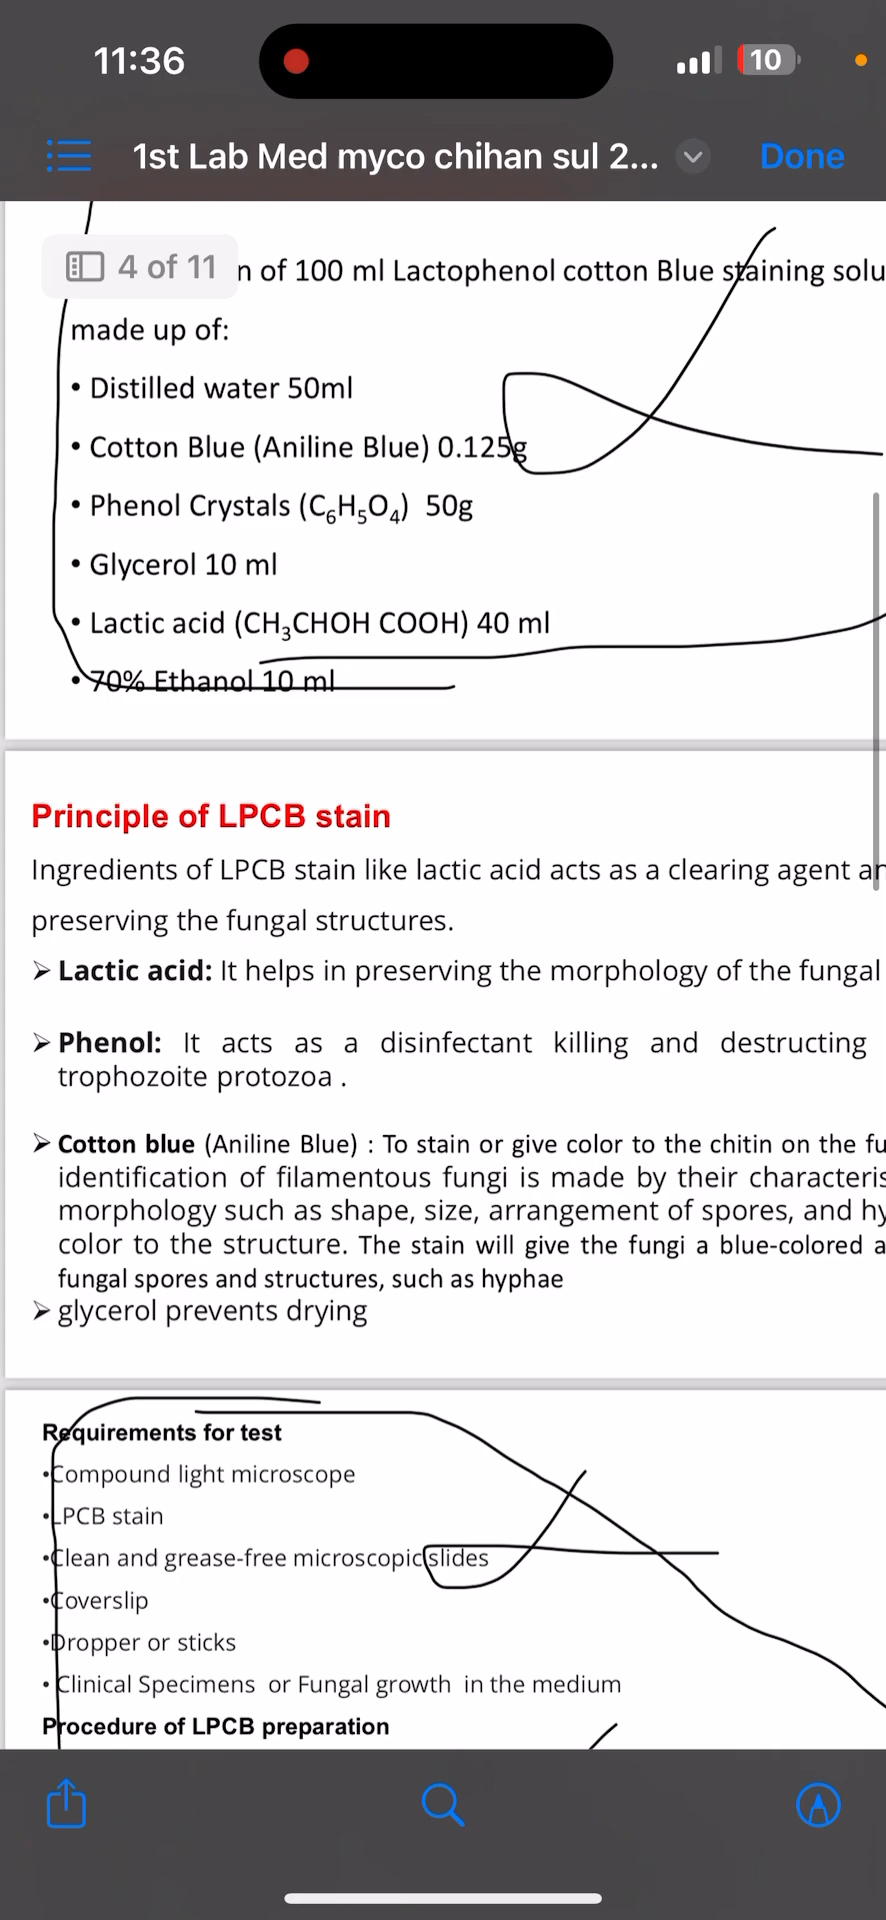 11:36
10
1st Lab Med myco chihan sul 2...
Done
4 of 11
n of 100 ml Lactophenol cotton Blue staining solu
made up of:
• Distilled water 50ml
• Cotton Blue (Aniline Blue) 0.125g
• Phenol Crystals (C₆H₅O₄) 50g
• Glycerol 10 ml
• Lactic acid (CH₃CHOH COOH) 40 ml
• 70% Ethanol 10 ml
Principle of LPCB stain
Ingredients of LPCB stain like lactic acid acts as a clearing agent an
preserving the fungal structures.
➢ Lactic acid: It helps in preserving the morphology of the fungal
➢ Phenol: It acts as a disinfectant killing and destructing
trophozoite protozoa .
➢ Cotton blue (Aniline Blue) : To stain or give color to the chitin on the fu
identification of filamentous fungi is made by their characteris
morphology such as shape, size, arrangement of spores, and hy
color to the structure. The stain will give the fungi a blue-colored a
fungal spores and structures, such as hyphae
➢ glycerol prevents drying
Requirements for test
•Compound light microscope
•LPCB stain
•Clean and grease-free microscopic slides
•Coverslip
•Dropper or sticks
• Clinical Specimens or Fungal growth in the medium
Procedure of LPCB preparation